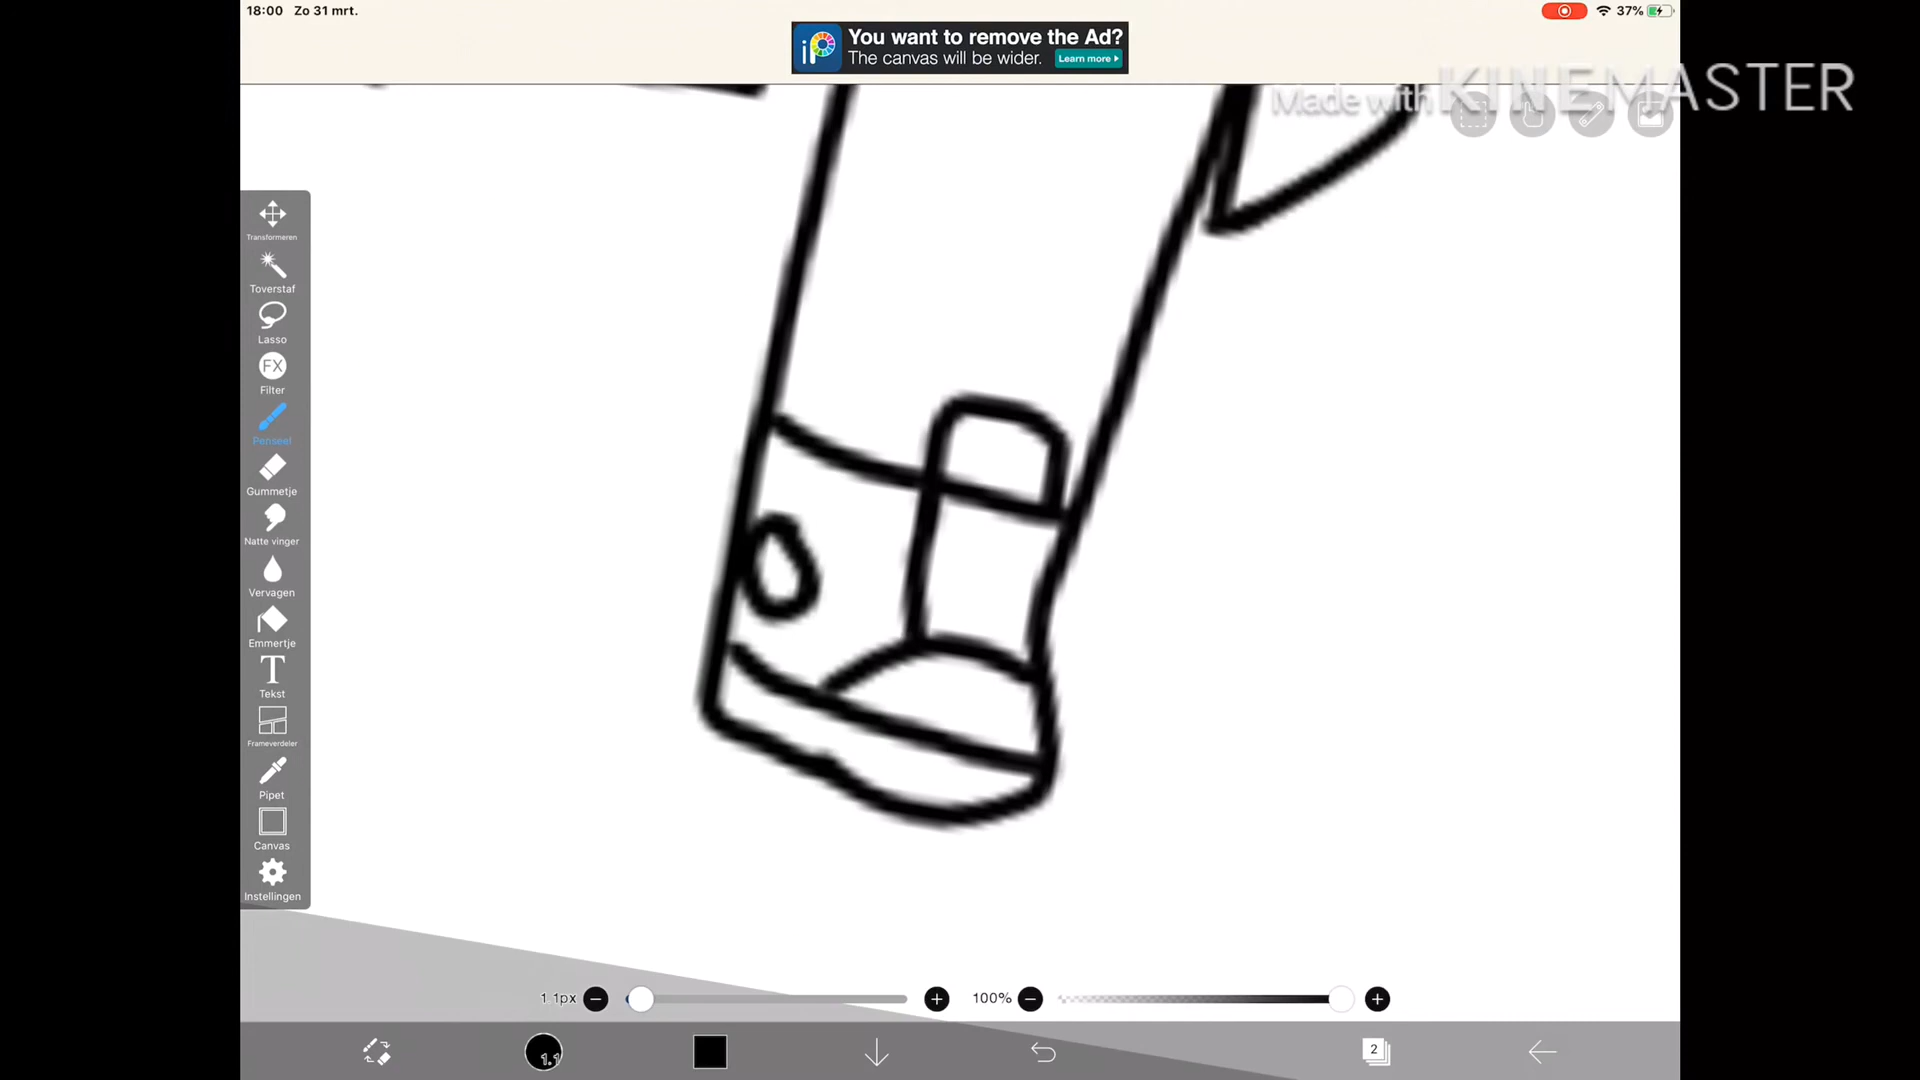 18:00 Zo 31 mrt.
37%
You want to remove the Ad?
The canvas will be wider.
Learn more
Made with KINEMASTER
Transformeren
Toverstaf
Lasso
FX
Filter
Penseel
Gummetje
Natte vinger
Vervagen
Emmertje
T
Tekst
Frameverdeler
Pipet
Canvas
Instellingen
1.1px
100%
1.1
2